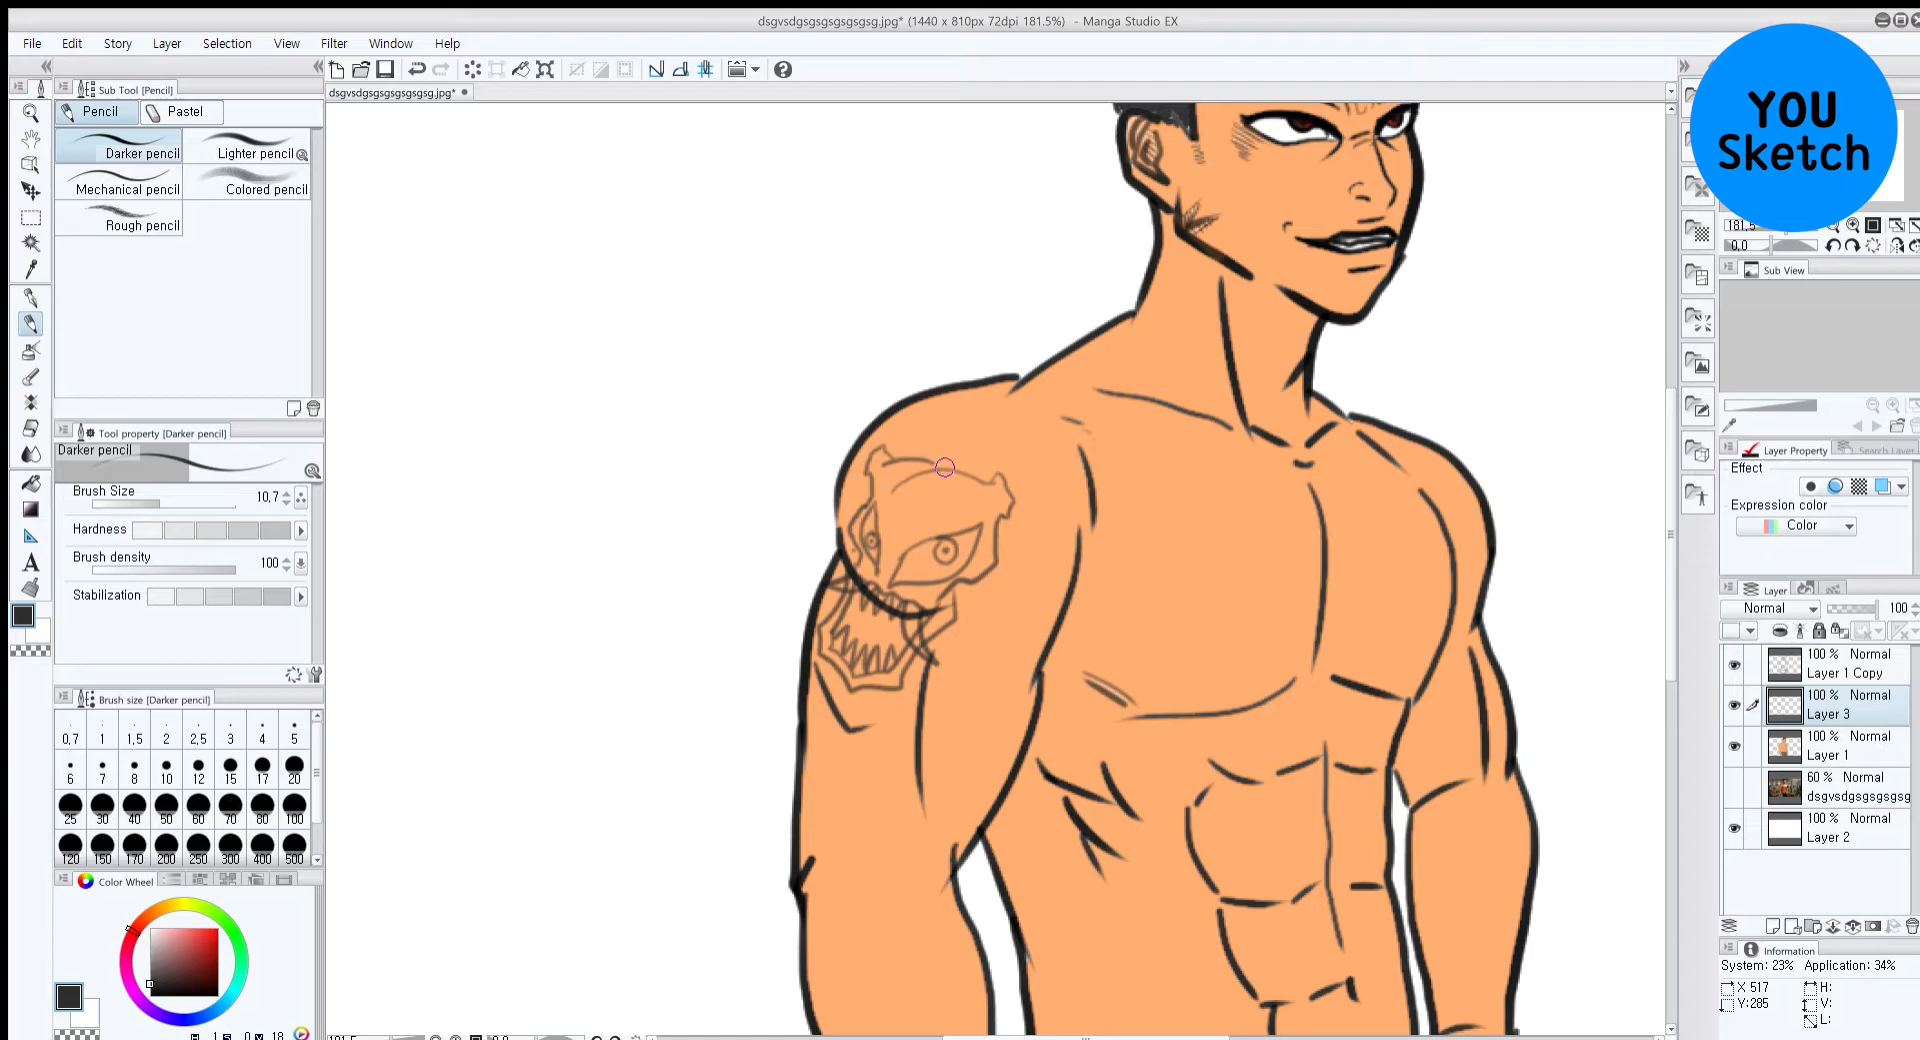 dsgvsdgsgsgsgsgsgsg.jpg* (1440 x 810px 72dpi 181.5%) - Manga Studio EX
File Edit Story Layer Selection View Filter Window Help
YOU
Sketch
Sub Tool [Pencil]
dsgvsdgsgsgsgsgsgsg.jpg*
Pencil Pastel
Darker pencil Lighter pencil
Mechanical pencil Colored pencil
Rough pencil
181.5
0,0
Sub View
Tool property [Darker pencil]
Darker pencil
Brush Size 10,7
Hardness
Brush density 100
Stabilization
Layer Property Search Layer
Effect
Expression color
Color
Layer
Normal 100
100 % Normal
Layer 1 Copy
100 % Normal
Layer 3
100 % Normal
Layer 1
60 % Normal
dsgvsdgsgsgsgsg
100 % Normal
Layer 2
Brush size [Darker pencil]
0,7 1 1,5 2 2,5 3 4 5
6 7 8 10 12 15 17 20
25 30 40 50 60 70 80 100
120 150 170 200 250 300 400 500
Color Wheel
Information
System: 23% Application: 34%
X 517 H:
Y:285 V:
L: